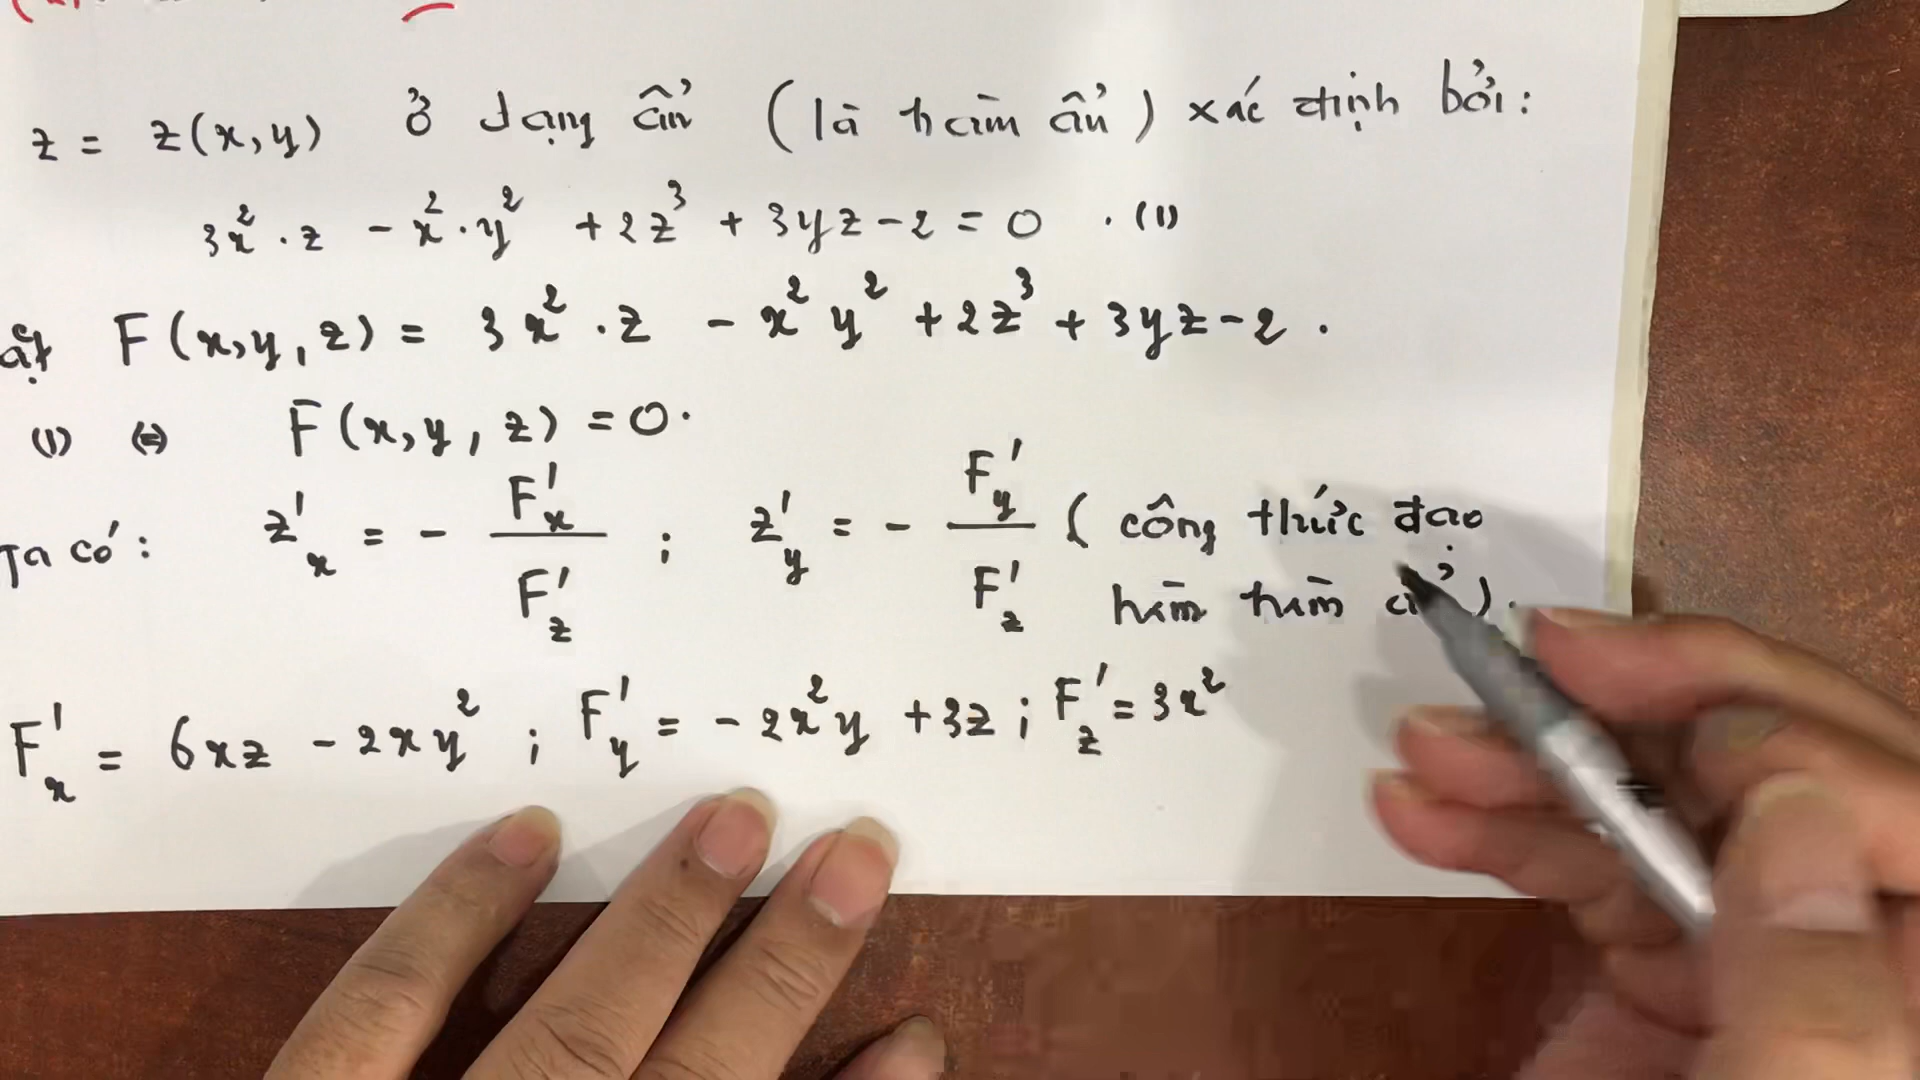 z = z(x,y) ở dạng ẩn (là hàm ẩn) xác định bởi:
3x².z - x².y² + 2z³ + 3yz - 2 = 0 . (1)
F(x,y,z) = 3x².z - x²y² + 2z³ + 3yz - 2 .
(1) (=) F(x,y,z) = 0.
Ta có: z'x = - F'x / F'z ; z'y = - F'y / F'z ( công thức đạo
hàm hàm ẩn).
F'x = 6xz - 2xy² ; F'y = - 2x²y + 3z ; F'z = 3x²